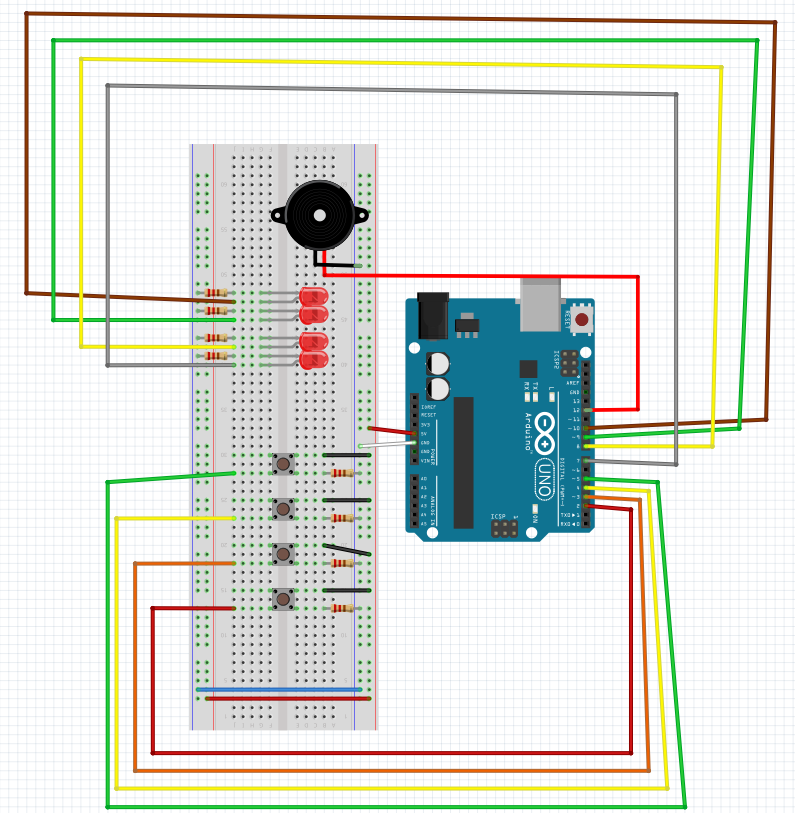 RESET
ICSP2
AREF
GND
13
12
~11
~10
~9
8
7
~6
~5
4
~3
2
TX0▶1
RX0◀0
DIGITAL (PWM~)
L
TX
RX
Arduino
UNO
ON
ICSP
IOREF
RESET
3V3
5V
GND
GND
VIN
POWER
A0
A1
A2
A3
A4
A5
ANALOG IN